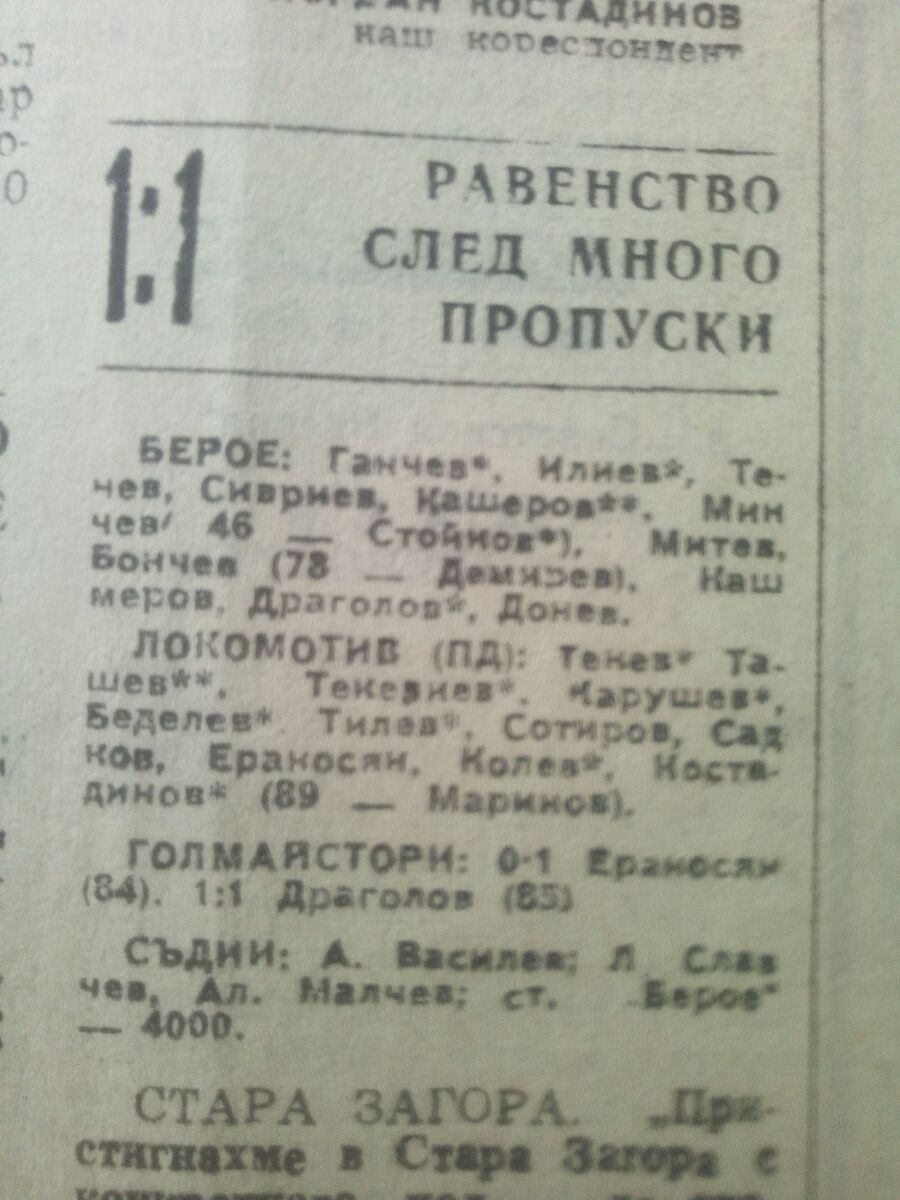 КОСТАДИНОВ
наш кореспондент
1:1
РАВЕНСТВО
СЛЕД МНОГО
ПРОПУСКИ
БЕРОЕ: Ганчев*, Илиев*, Те-
чев, Сивриев, Кашеров**, Мин
чев/ 46 — Стойков*), Митев,
Бончев (78 — Демирев), Каш
меров, Драголов*, Донев.
ЛОКОМОТИВ (ПД): Тенев* Та-
шев**, Текелиев*, Карушев*,
Беделев* Тилев*, Сотиров, Сад
ков, Ераносян, Колев*, Коста-
динов* (89 — Маринов).
ГОЛМАЙСТОРИ: 0-1 Ераносян
(84). 1:1 Драголов (85)
СЪДИИ: А. Василев; Л Слав
чев, Ал. Малчев; ст. Берое"
— 4000.
СТАРА ЗАГОРА. „При-
стигнахме в Стара Загора с